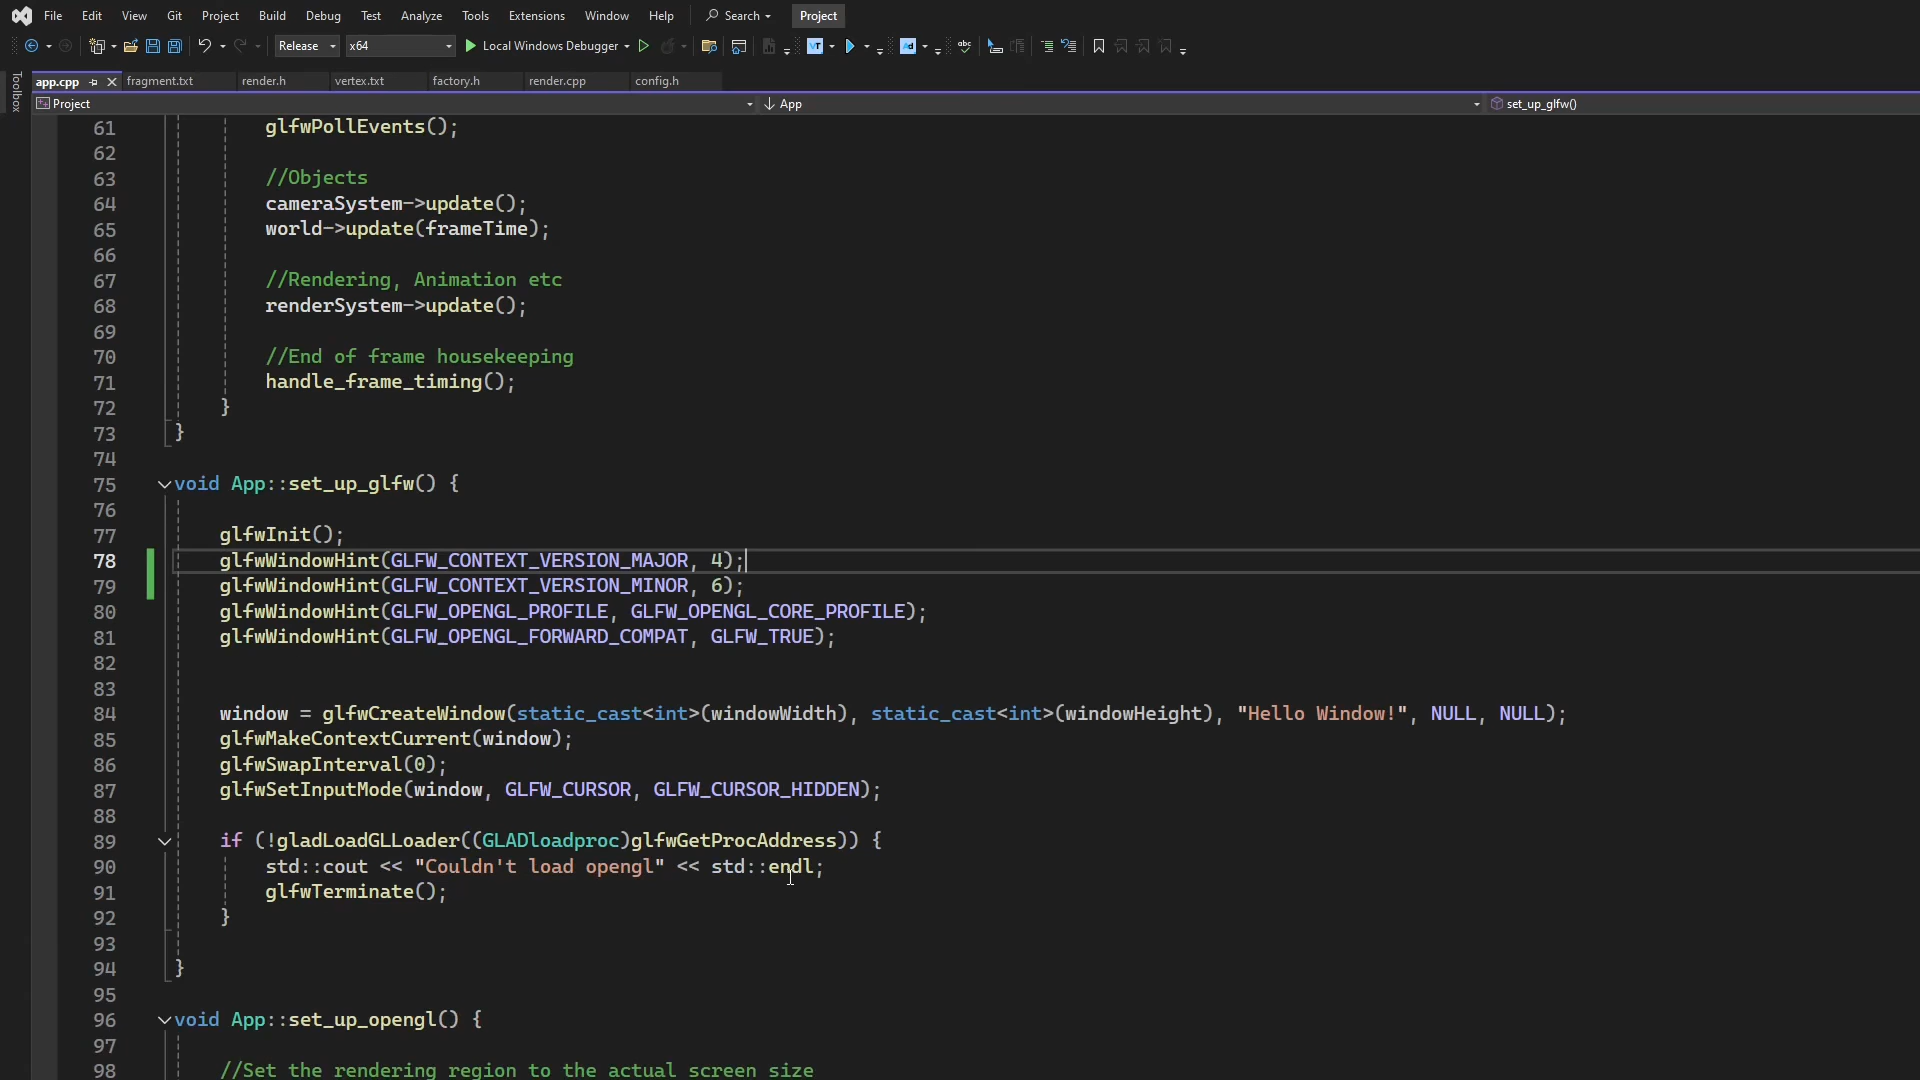 File Edit View Git Project Build Debug Test Analyze Tools Extensions Window Help Search Project
Release x64 Local Windows Debugger
Toolbox
app.cpp fragment.txt render.h vertex.txt factory.h render.cpp config.h
Project App set_up_glfw()
61 glfwPollEvents();
62
63 //Objects
64 cameraSystem->update();
65 world->update(frameTime);
66
67 //Rendering, Animation etc
68 renderSystem->update();
69
70 //End of frame housekeeping
71 handle_frame_timing();
72 }
73 }
74
75 void App::set_up_glfw() {
76
77 glfwInit();
78 glfwWindowHint(GLFW_CONTEXT_VERSION_MAJOR, 4);
79 glfwWindowHint(GLFW_CONTEXT_VERSION_MINOR, 6);
80 glfwWindowHint(GLFW_OPENGL_PROFILE, GLFW_OPENGL_CORE_PROFILE);
81 glfwWindowHint(GLFW_OPENGL_FORWARD_COMPAT, GLFW_TRUE);
82
83
84 window = glfwCreateWindow(static_cast<int>(windowWidth), static_cast<int>(windowHeight), "Hello Window!", NULL, NULL);
85 glfwMakeContextCurrent(window);
86 glfwSwapInterval(0);
87 glfwSetInputMode(window, GLFW_CURSOR, GLFW_CURSOR_HIDDEN);
88
89 if (!gladLoadGLLoader((GLADloadproc)glfwGetProcAddress)) {
90 std::cout << "Couldn't load opengl" << std::endl;
91 glfwTerminate();
92 }
93
94 }
95
96 void App::set_up_opengl() {
97
98 //Set the rendering region to the actual screen size